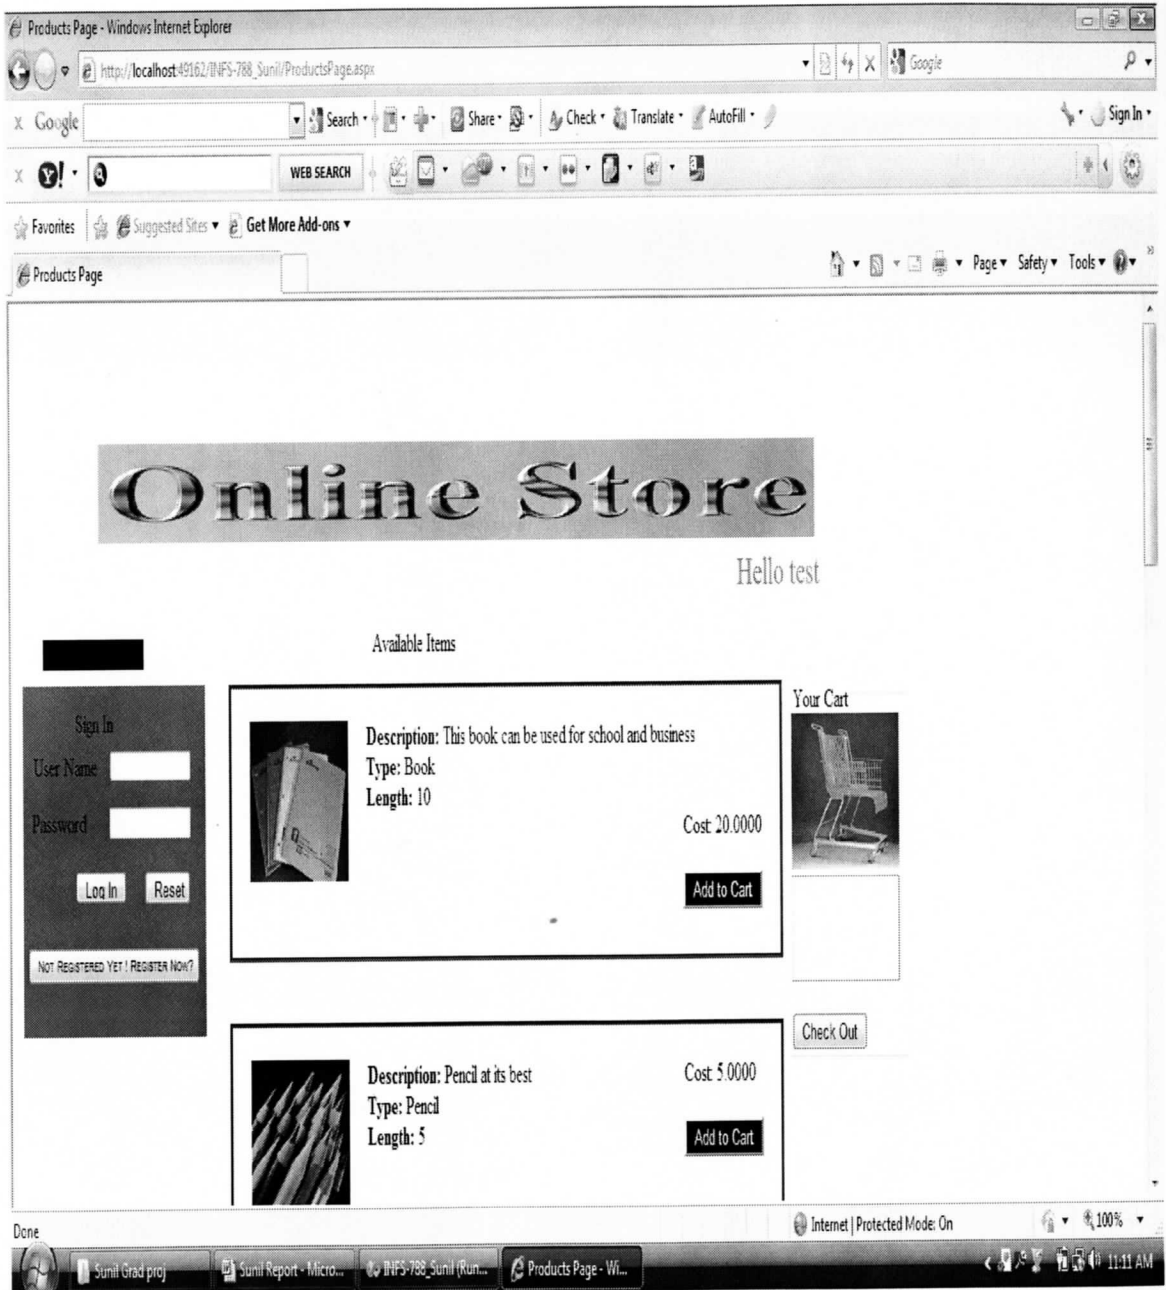 Products Page - Windows Internet Explorer
http://localhost:49162/INFS-788_Sunil/ProductsPage.aspx
Google
X Google
Search
Share
Check
Translate
AutoFill
Sign In
X Y!
WEB SEARCH
Favorites
Suggested Sites
Get More Add-ons
Products Page
Page
Safety
Tools
Online Store
Hello test
Available Items
Sign In
User Name
Password
Log In
Reset
NOT REGISTERED YET ! REGISTER NOW?
Description: This book can be used for school and business
Type: Book
Length: 10
Cost: 20.0000
Add to Cart
Your Cart
Check Out
Description: Pencil at its best
Type: Pencil
Length: 5
Cost: 5.0000
Add to Cart
Done
Internet | Protected Mode: On
100%
Sunil Grad proj
Sunil Report - Micro...
INFS-788_Sunil (Run...
Products Page - Wi...
11:11 AM